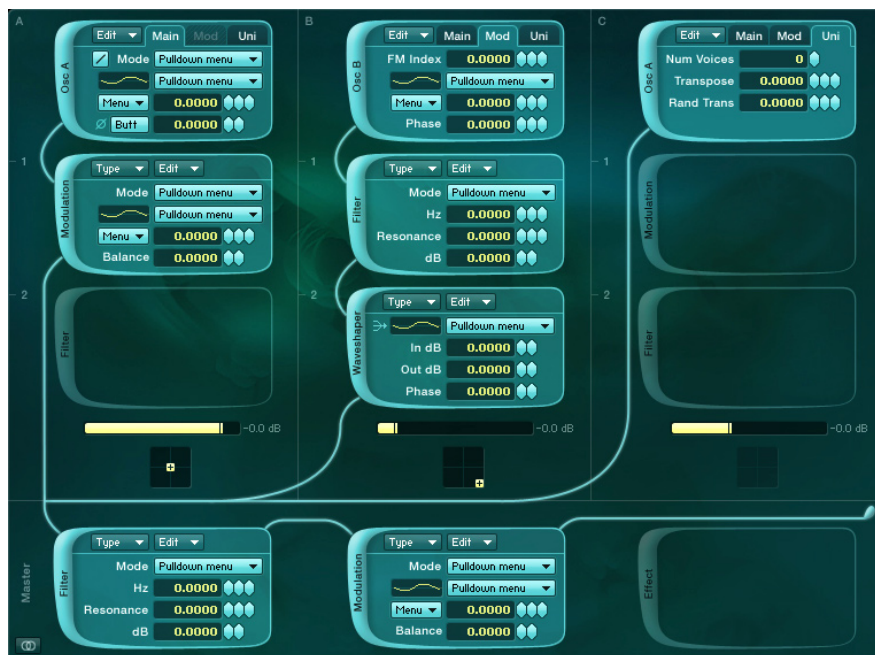 A
B
C
Osc A
Edit Main Mod Uni
Mode Pulldown menu
Pulldown menu
Menu 0.0000
Ø Butt 0.0000
Osc B
Edit Main Mod Uni
FM Index 0.0000
Pulldown menu
Menu 0.0000
Phase 0.0000
Osc A
Edit Main Mod Uni
Num Voices 0
Transpose 0.0000
Rand Trans 0.0000
1
1
1
Modulation
Type Edit
Mode Pulldown menu
Pulldown menu
Menu 0.0000
Balance 0.0000
Filter
Type Edit
Mode Pulldown menu
Hz 0.0000
Resonance 0.0000
dB 0.0000
Modulation
2
2
2
Filter
Waveshaper
Type Edit
Pulldown menu
In dB 0.0000
Out dB 0.0000
Phase 0.0000
Filter
-0.0 dB
-0.0 dB
-0.0 dB
Master
Filter
Type Edit
Mode Pulldown menu
Hz 0.0000
Resonance 0.0000
dB 0.0000
Modulation
Type Edit
Mode Pulldown menu
Pulldown menu
Menu 0.0000
Balance 0.0000
Effect